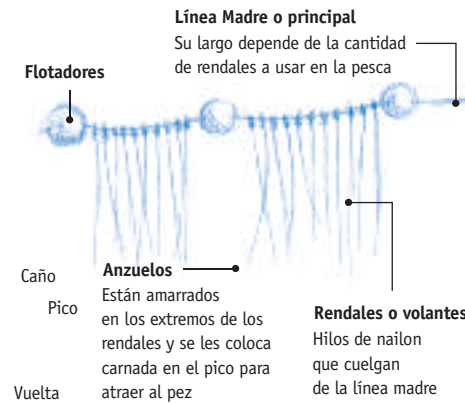 Línea Madre o principal
Su largo depende de la cantidad
de rendales a usar en la pesca
Flotadores
Caño
Pico
Vuelta
Anzuelos
Están amarrados
en los extremos de los
rendales y se les coloca
carnada en el pico para
atraer al pez
Rendales o volantes
Hilos de nailon
que cuelgan
de la línea madre